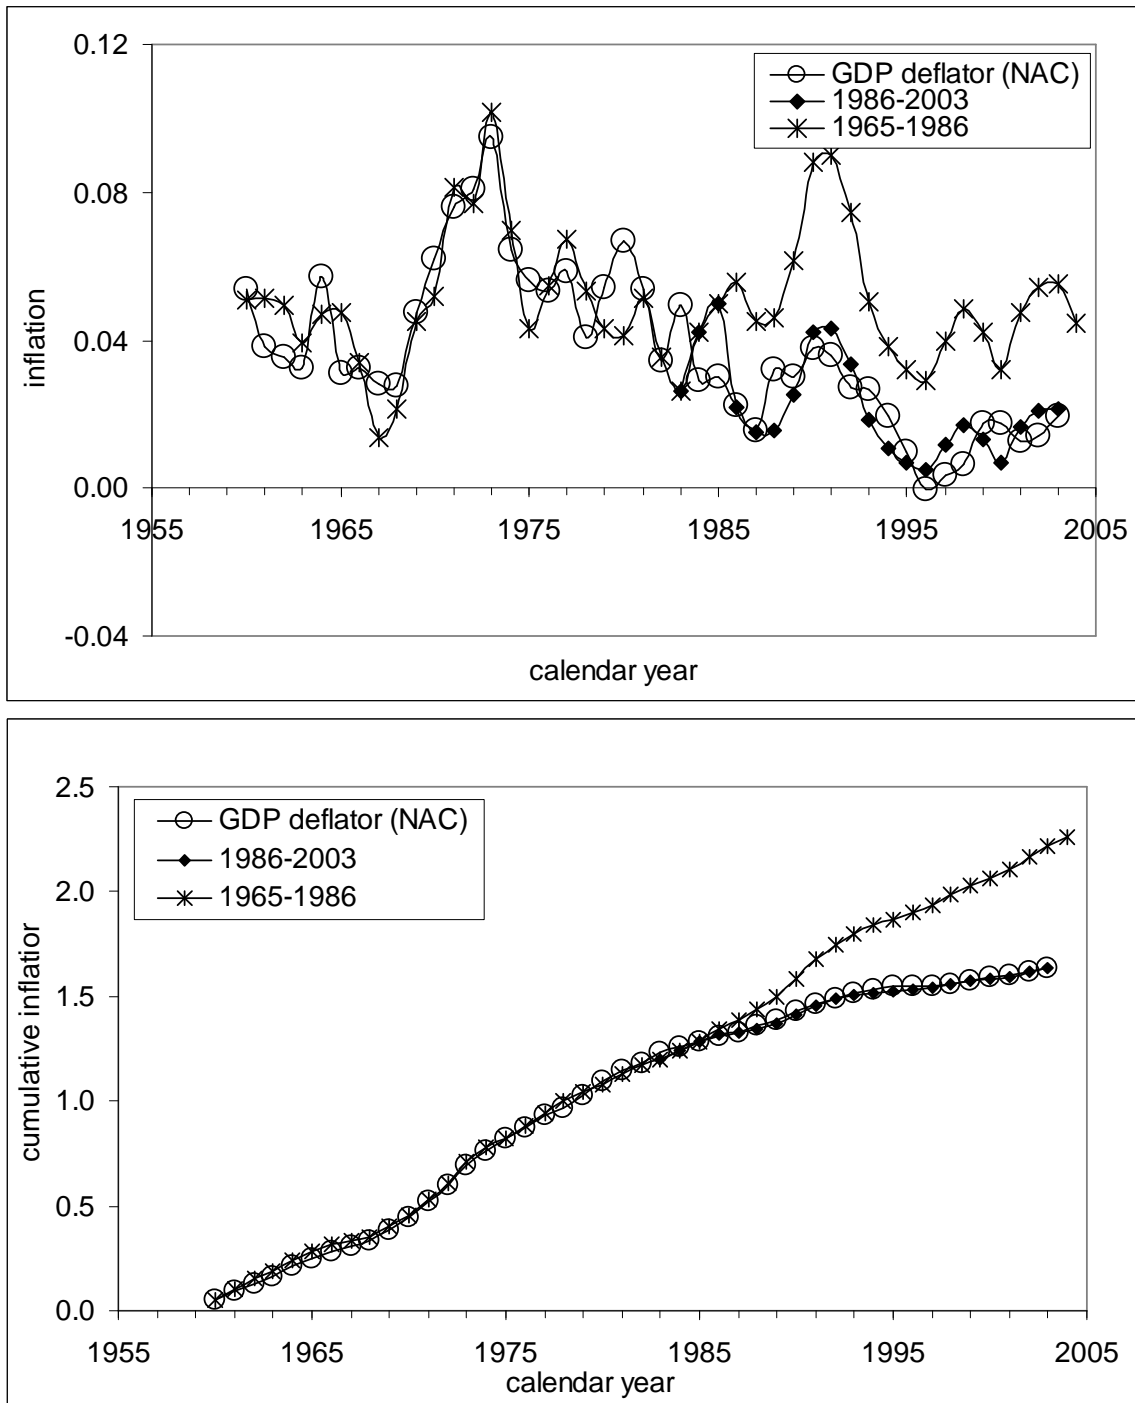 0.12
GDP deflator (NAC)
1986-2003
1965-1986
0.08
0.04
0.00
-0.04
inflation
1955 1965 1975 1985 1995 2005
calendar year
2.5
GDP deflator (NAC)
1986-2003
1965-1986
2.0
1.5
1.0
0.5
0.0
cumulative inflatior
1955 1965 1975 1985 1995 2005
calendar year